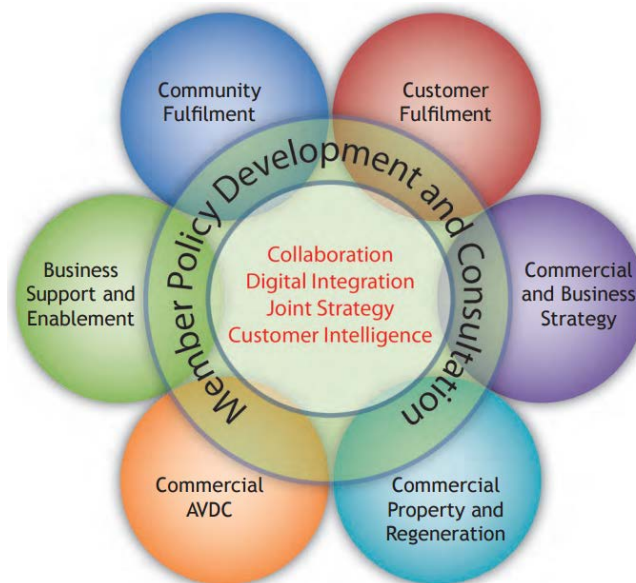 Community
Fulfilment
Customer
Fulfilment
Member Policy Development and Consultation
Business
Support and
Enablement
Collaboration
Digital Integration
Joint Strategy
Customer Intelligence
Commercial
and Business
Strategy
Commercial
AVDC
Commercial
Property and
Regeneration